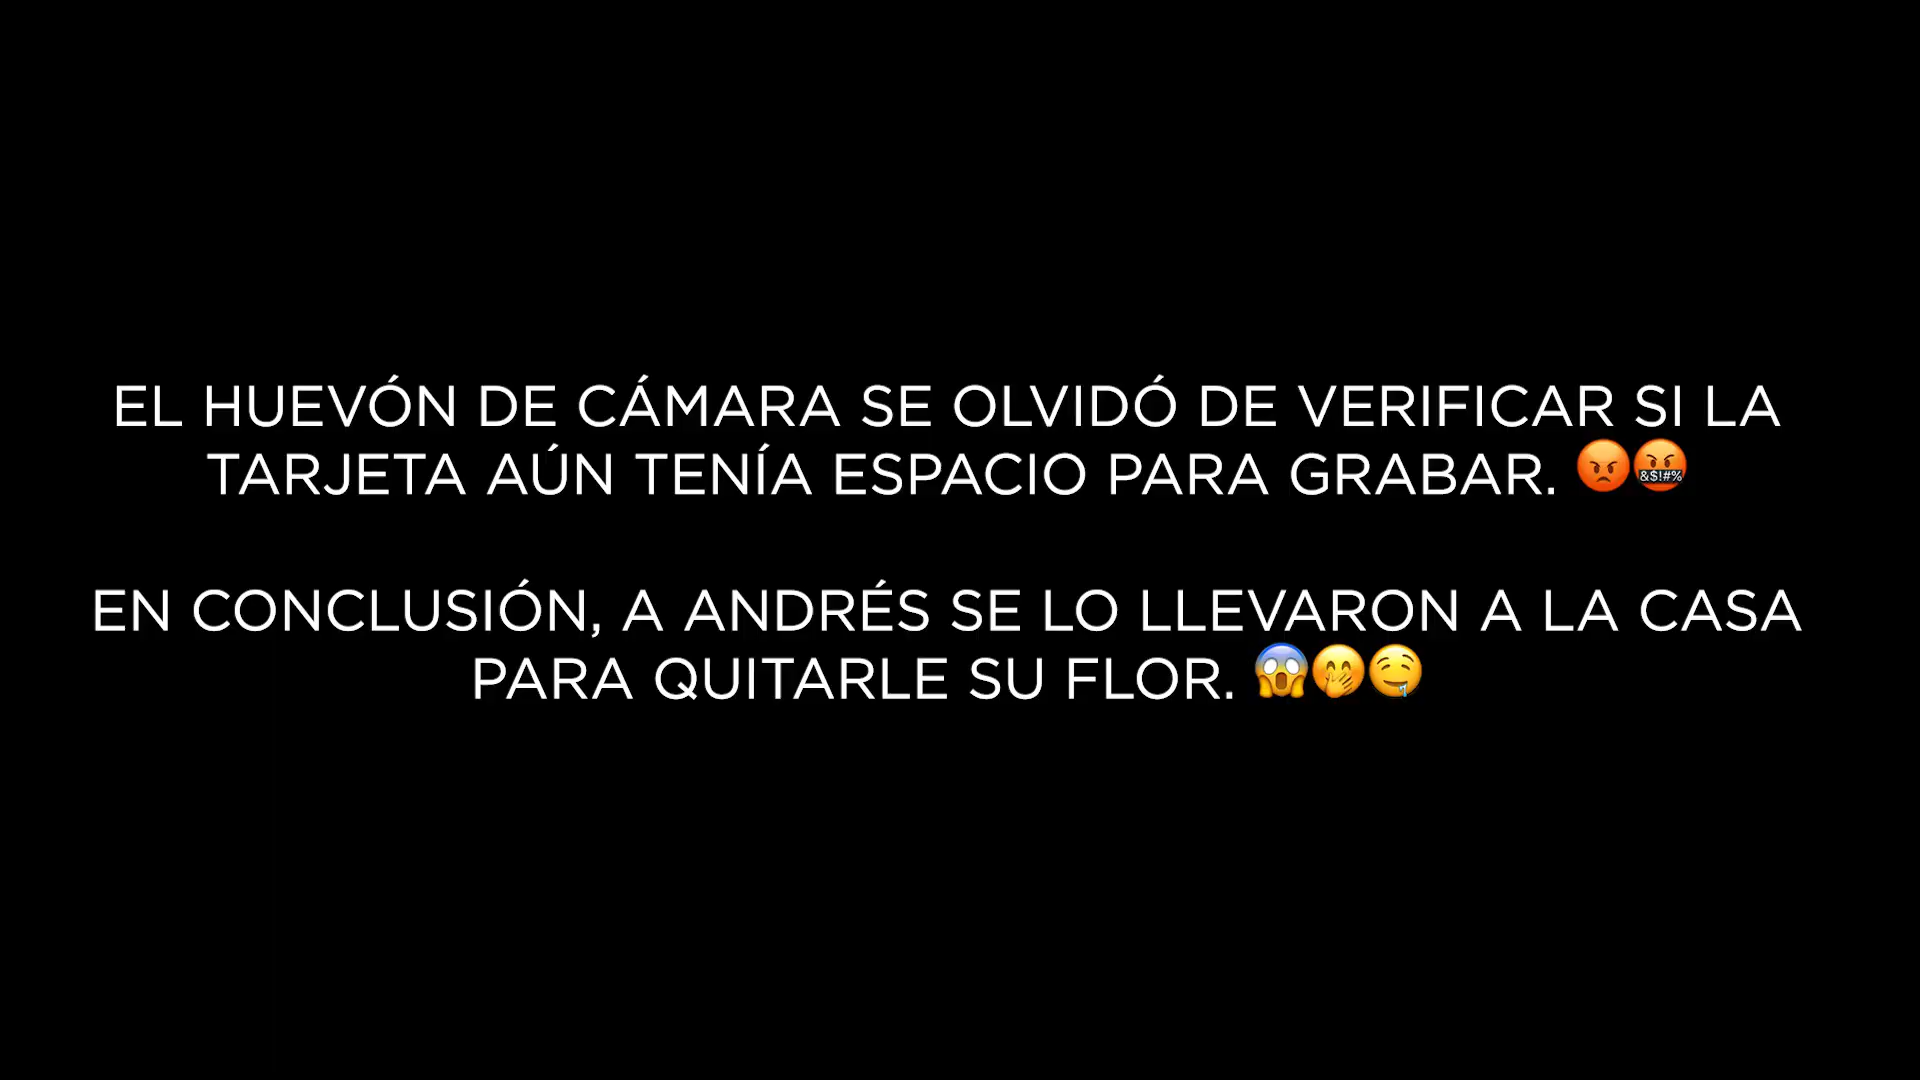 EL HUEVÓN DE CÁMARA SE OLVIDÓ DE VERIFICAR SI LA
TARJETA AÚN TENÍA ESPACIO PARA GRABAR. 😡🤬
EN CONCLUSIÓN, A ANDRÉS SE LO LLEVARON A LA CASA
PARA QUITARLE SU FLOR. 😱🤭🤤